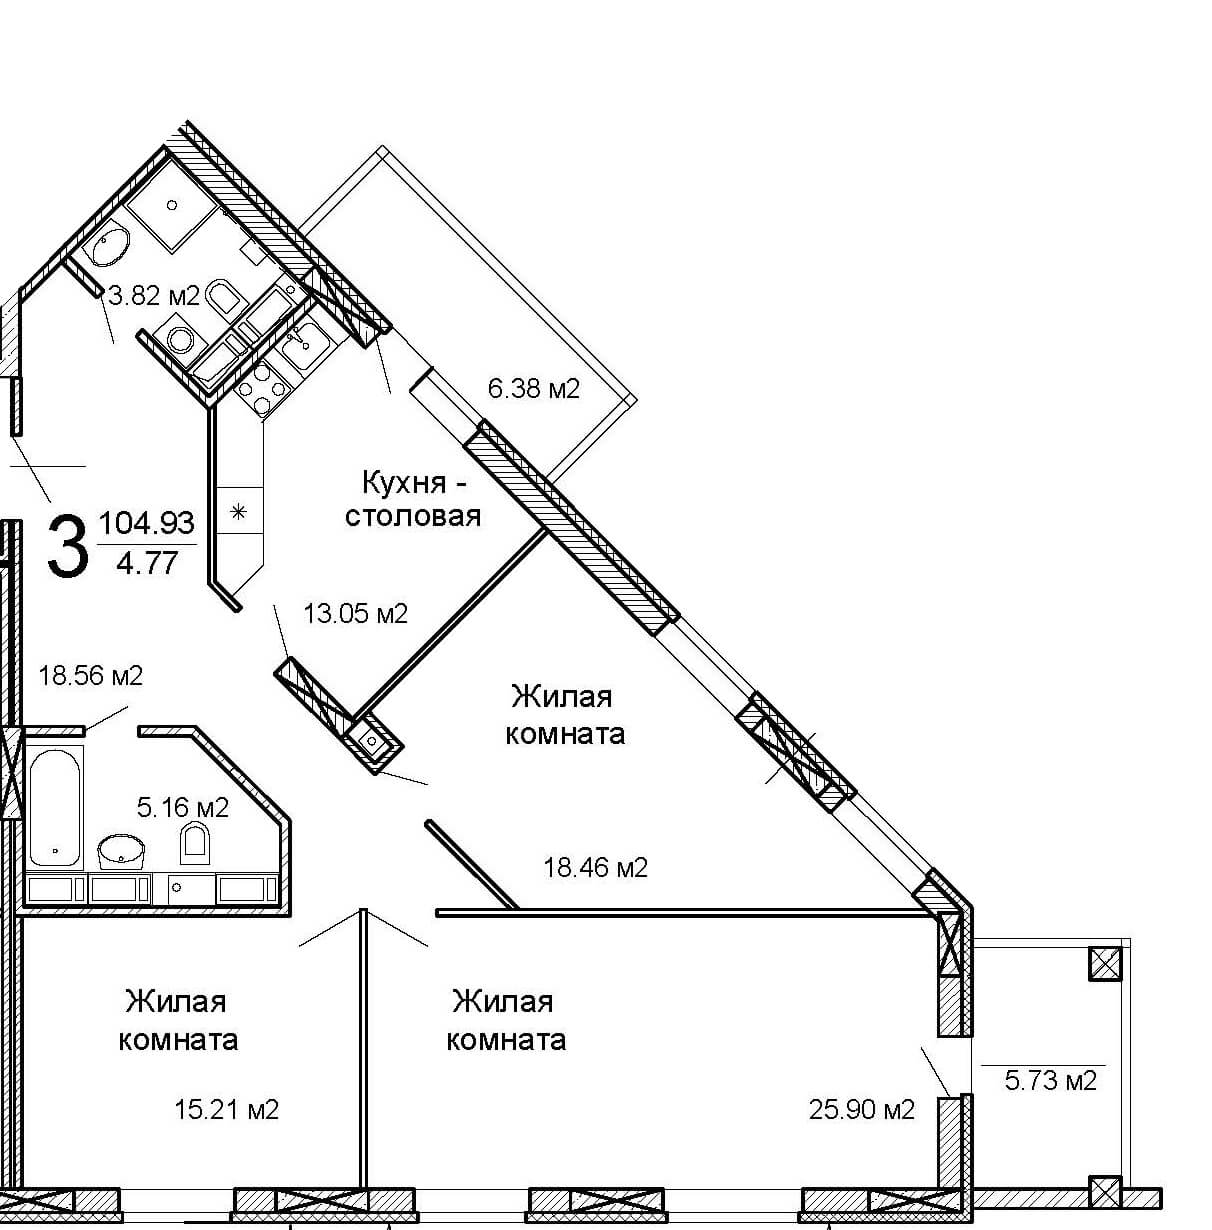 3.82 м2
6.38 м2
Кухня -
столовая
3
104.93
4.77
13.05 м2
18.56 м2
Жилая
комната
5.16 м2
18.46 м2
Жилая
комната
15.21 м2
Жилая
комната
25.90 м2
5.73 м2